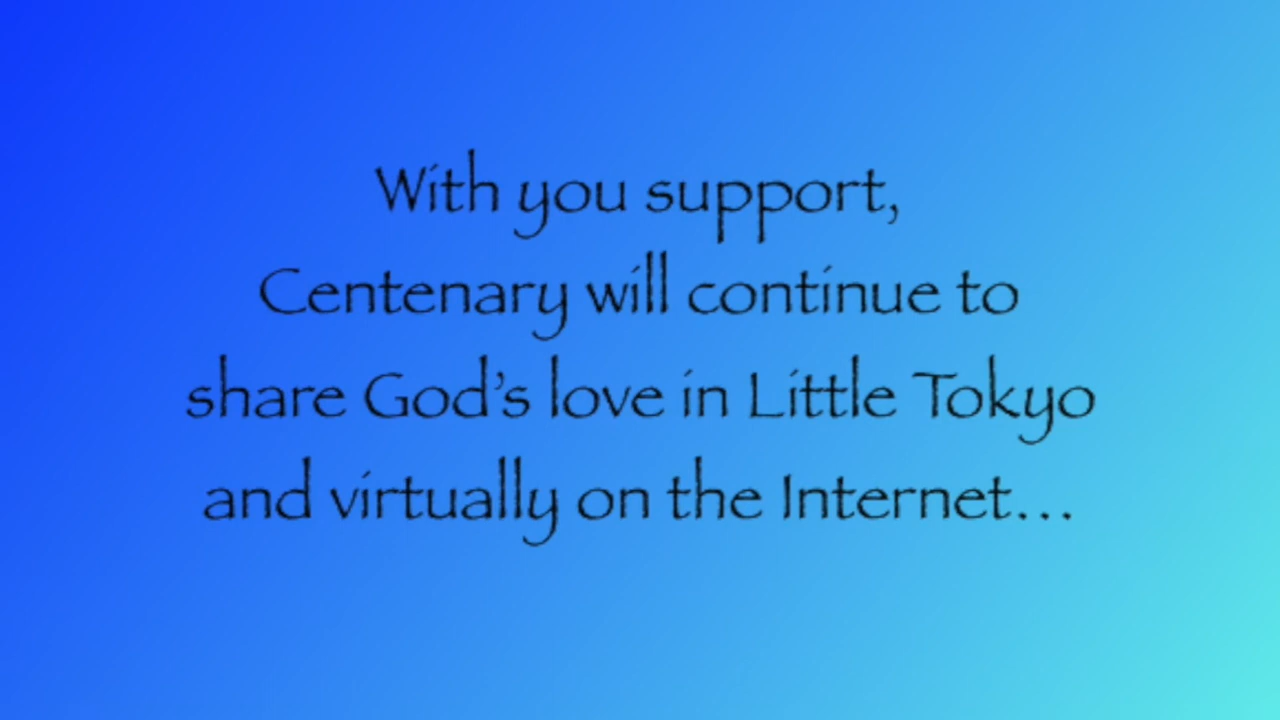 With you support,
Centenary will continue to
share God’s love in Little Tokyo
and virtually on the Internet…